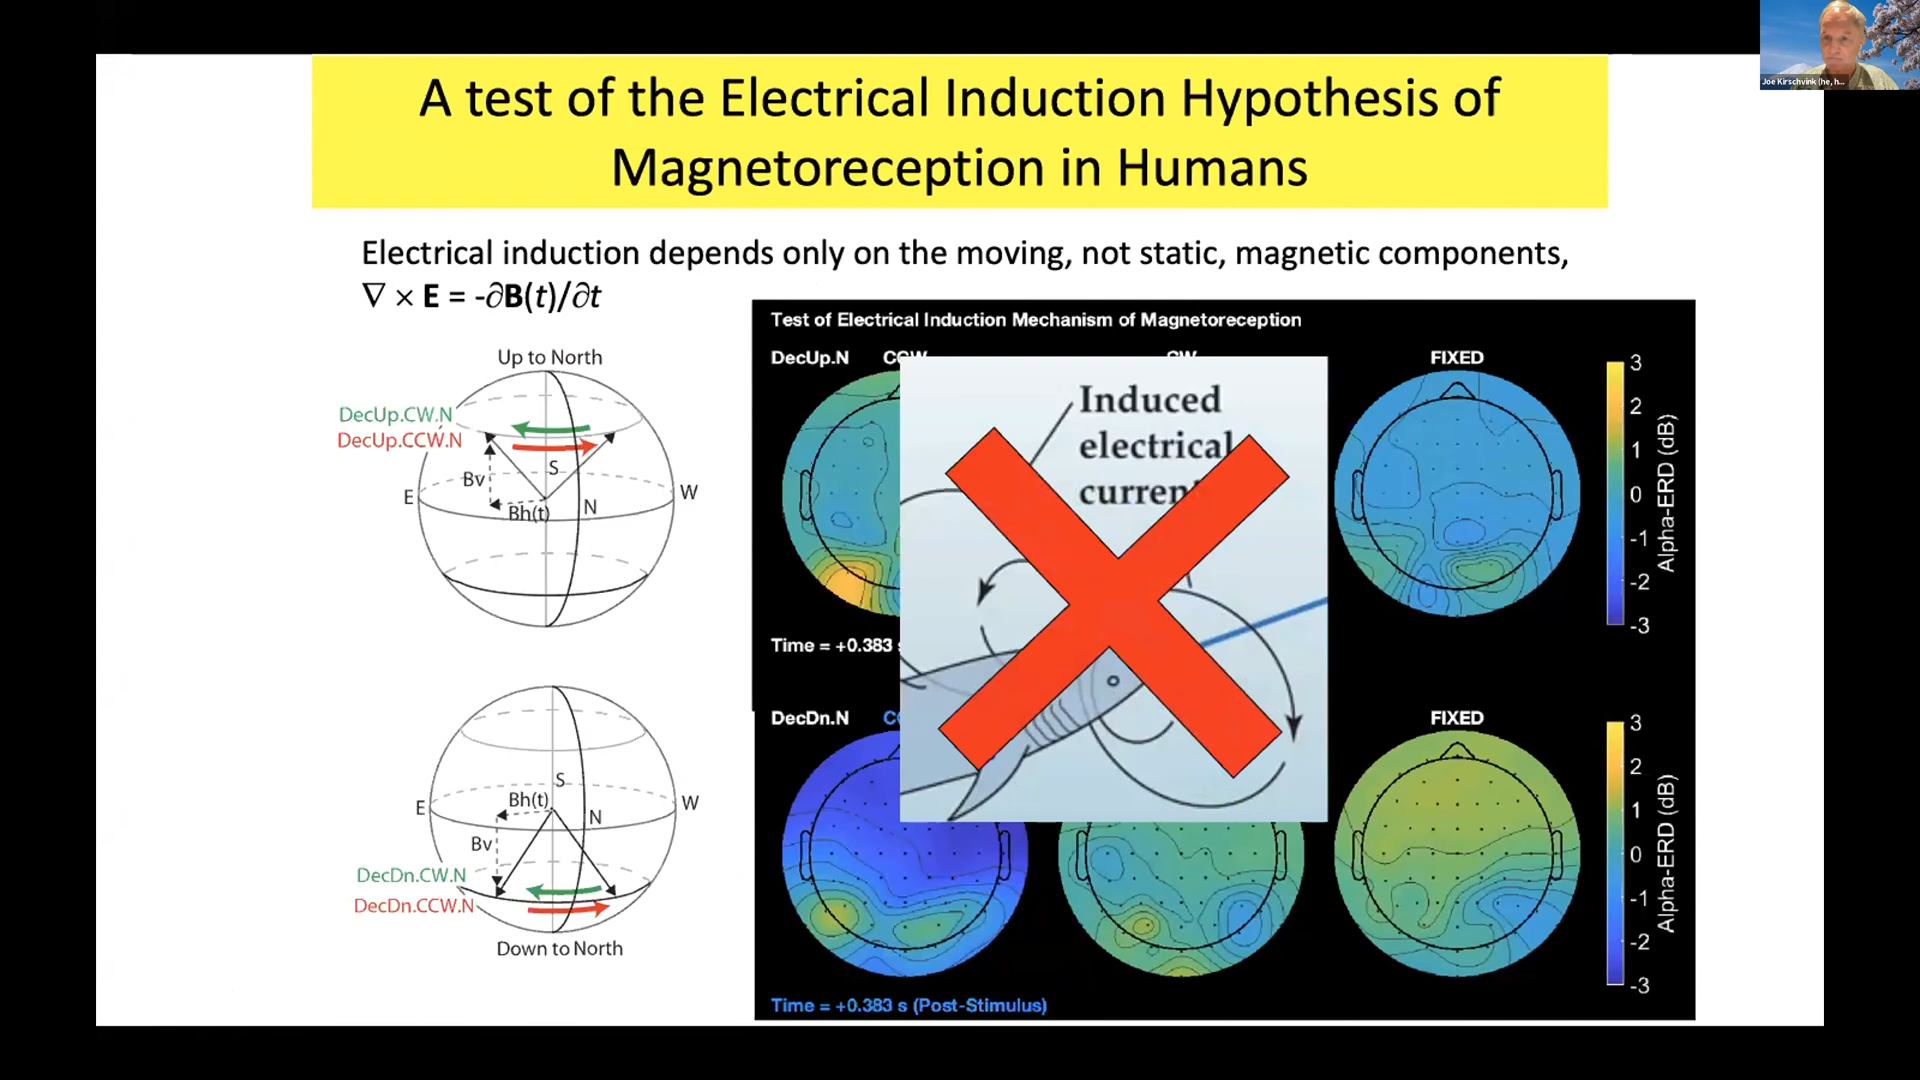 A test of the Electrical Induction Hypothesis of
Magnetoreception in Humans
Joe Kirschvink (he, h...
Electrical induction depends only on the moving, not static, magnetic components,
∇ × E = -∂B(t)/∂t
Up to North
DecUp.CW.N
DecUp.CCW.N
S
Bv
E
W
Bh(t)
N
S
Bh(t)
E
W
N
Bv
DecDn.CW.N
DecDn.CCW.N
Down to North
Test of Electrical Induction Mechanism of Magnetoreception
DecUp.N CCW CW FIXED
Induced
electrical
current
3
2
1
0
-1
-2
-3
Alpha-ERD (dB)
Time = +0.383 s
DecDn.N FIXED
3
2
1
0
-1
-2
-3
Alpha-ERD (dB)
Time = +0.383 s (Post-Stimulus)